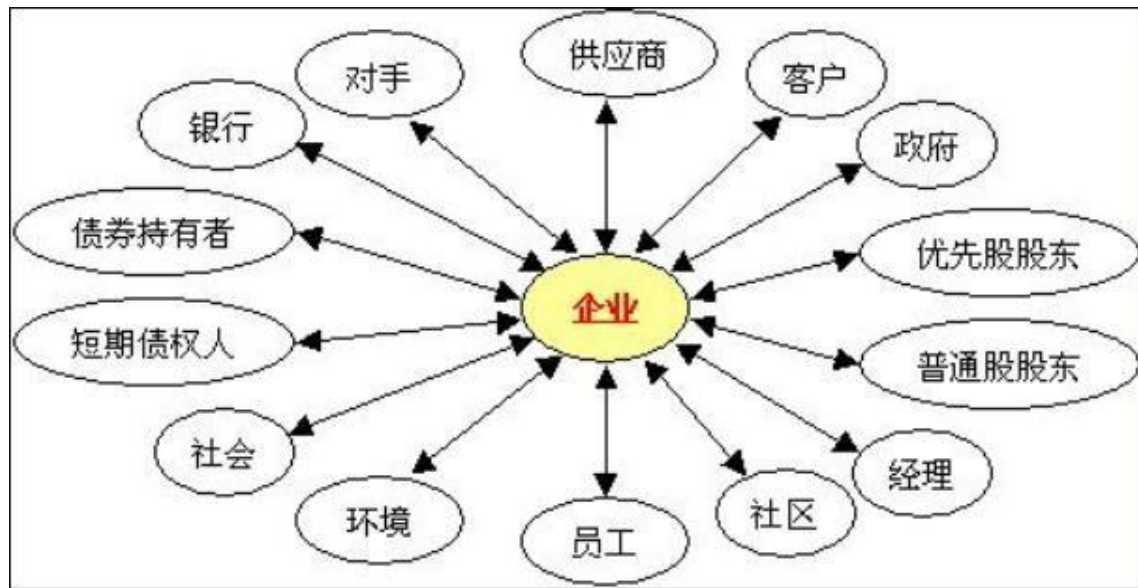 供应商
对手
客户
银行
政府
债券持有者
优先股股东
企业
短期债权人
普通股股东
社会
经理
环境
社区
员工